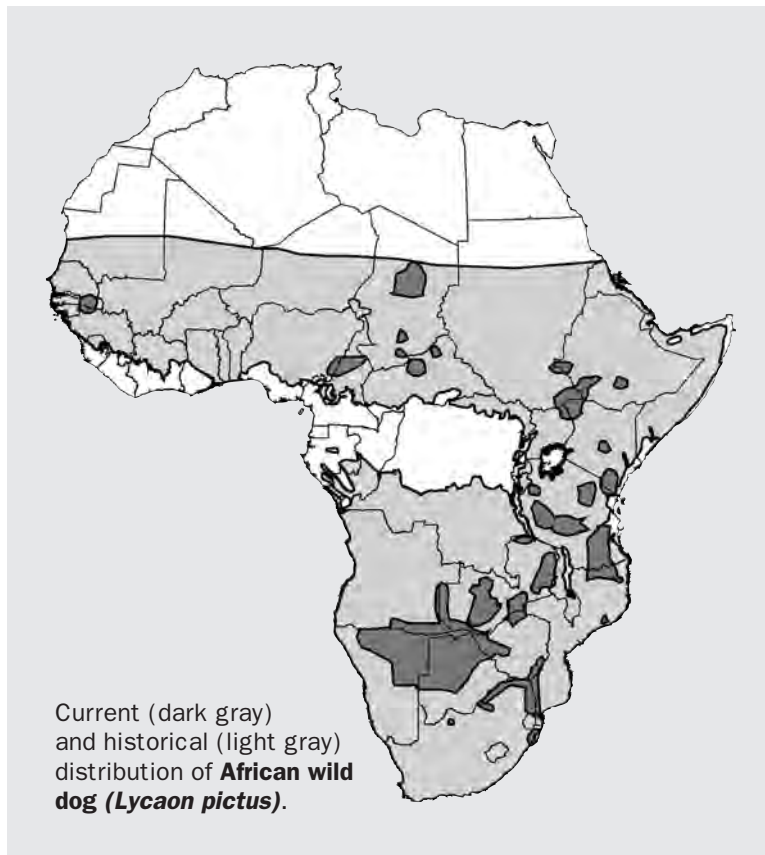 Current (dark gray)
and historical (light gray)
distribution of African wild
dog (Lycaon pictus).